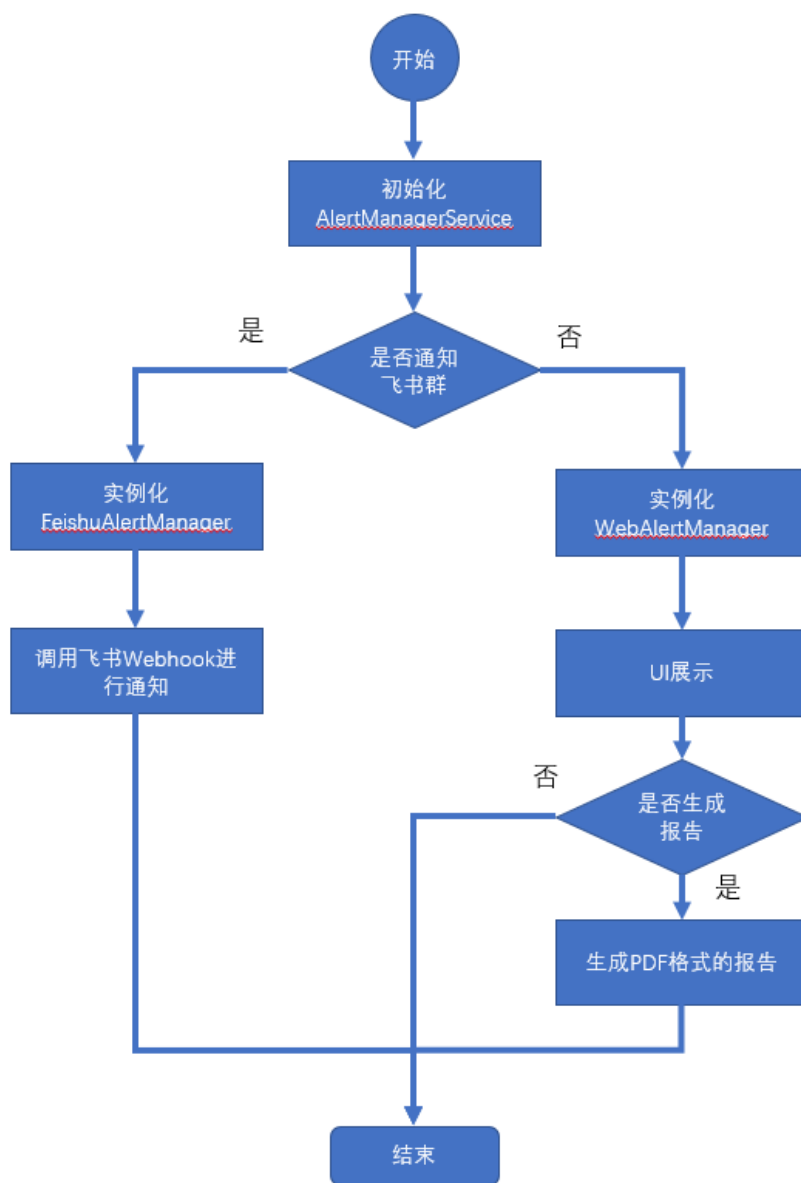 开始
初始化
AlertManagerService
是否通知
飞书群
是
否
实例化
FeishuAlertManager
实例化
WebAlertManager
调用飞书Webhook进
行通知
UI展示
是否生成
报告
否
是
生成PDF格式的报告
结束